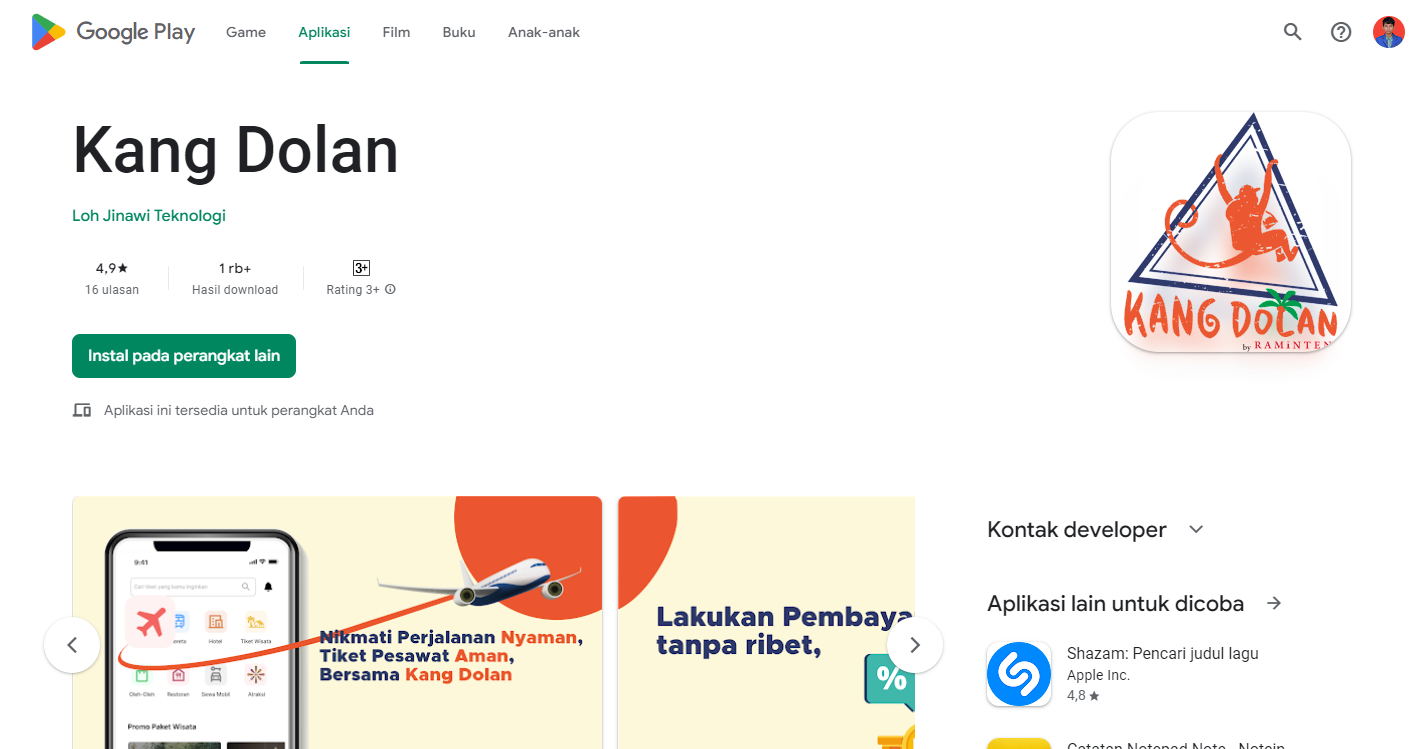 Google Play
Game
Aplikasi
Film
Buku
Anak-anak
Kang Dolan
Loh Jinawi Teknologi
4,9★
16 ulasan
1 rb+
Hasil download
3+
Rating 3+
Instal pada perangkat lain
Aplikasi ini tersedia untuk perangkat Anda
KANG DOLAN
by RAMINTEN
9:41
Cari tiket yang kamu inginkan
Hotel
Tiket Wisata
Oleh-Oleh
Restoran
Sewa Mobil
Atraksi
Promo Paket Wisata
Nikmati Perjalanan Nyaman,
Tiket Pesawat Aman,
Bersama Kang Dolan
Lakukan Pembaya
tanpa ribet,
%
Kontak developer
Aplikasi lain untuk dicoba
Shazam: Pencari judul lagu
Apple Inc.
4,8 ★
Catatan Notepad Note - Notein